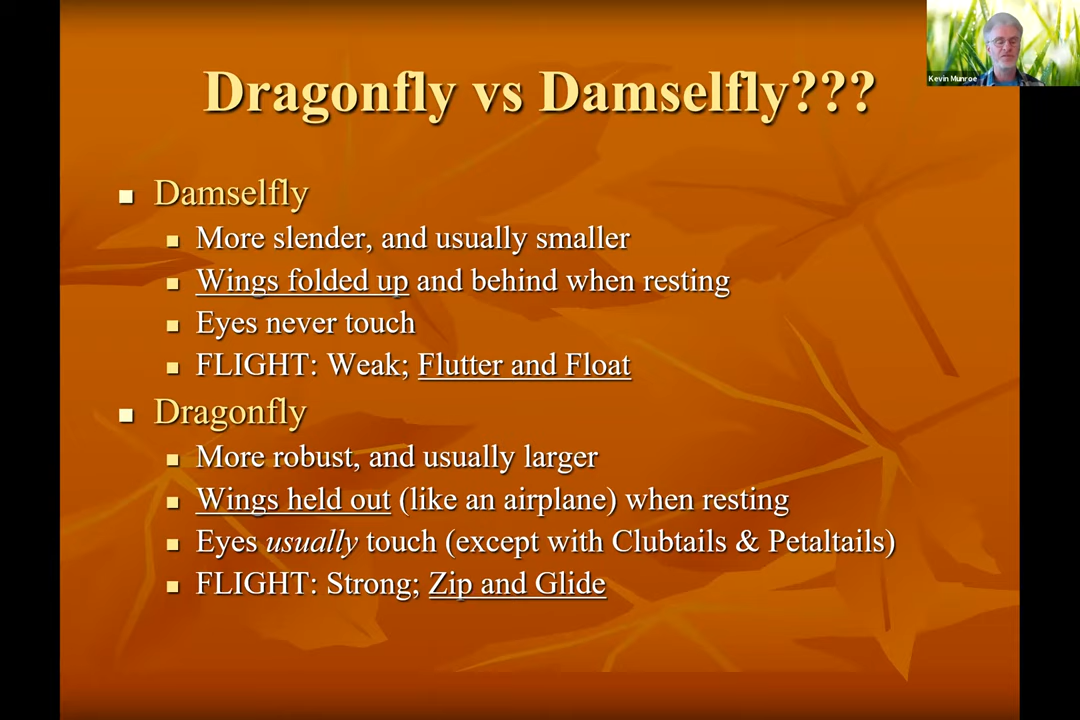 Kevin Munroe
Dragonfly vs Damselfly???
Damselfly
More slender, and usually smaller
Wings folded up and behind when resting
Eyes never touch
FLIGHT: Weak; Flutter and Float
Dragonfly
More robust, and usually larger
Wings held out (like an airplane) when resting
Eyes usually touch (except with Clubtails & Petaltails)
FLIGHT: Strong; Zip and Glide